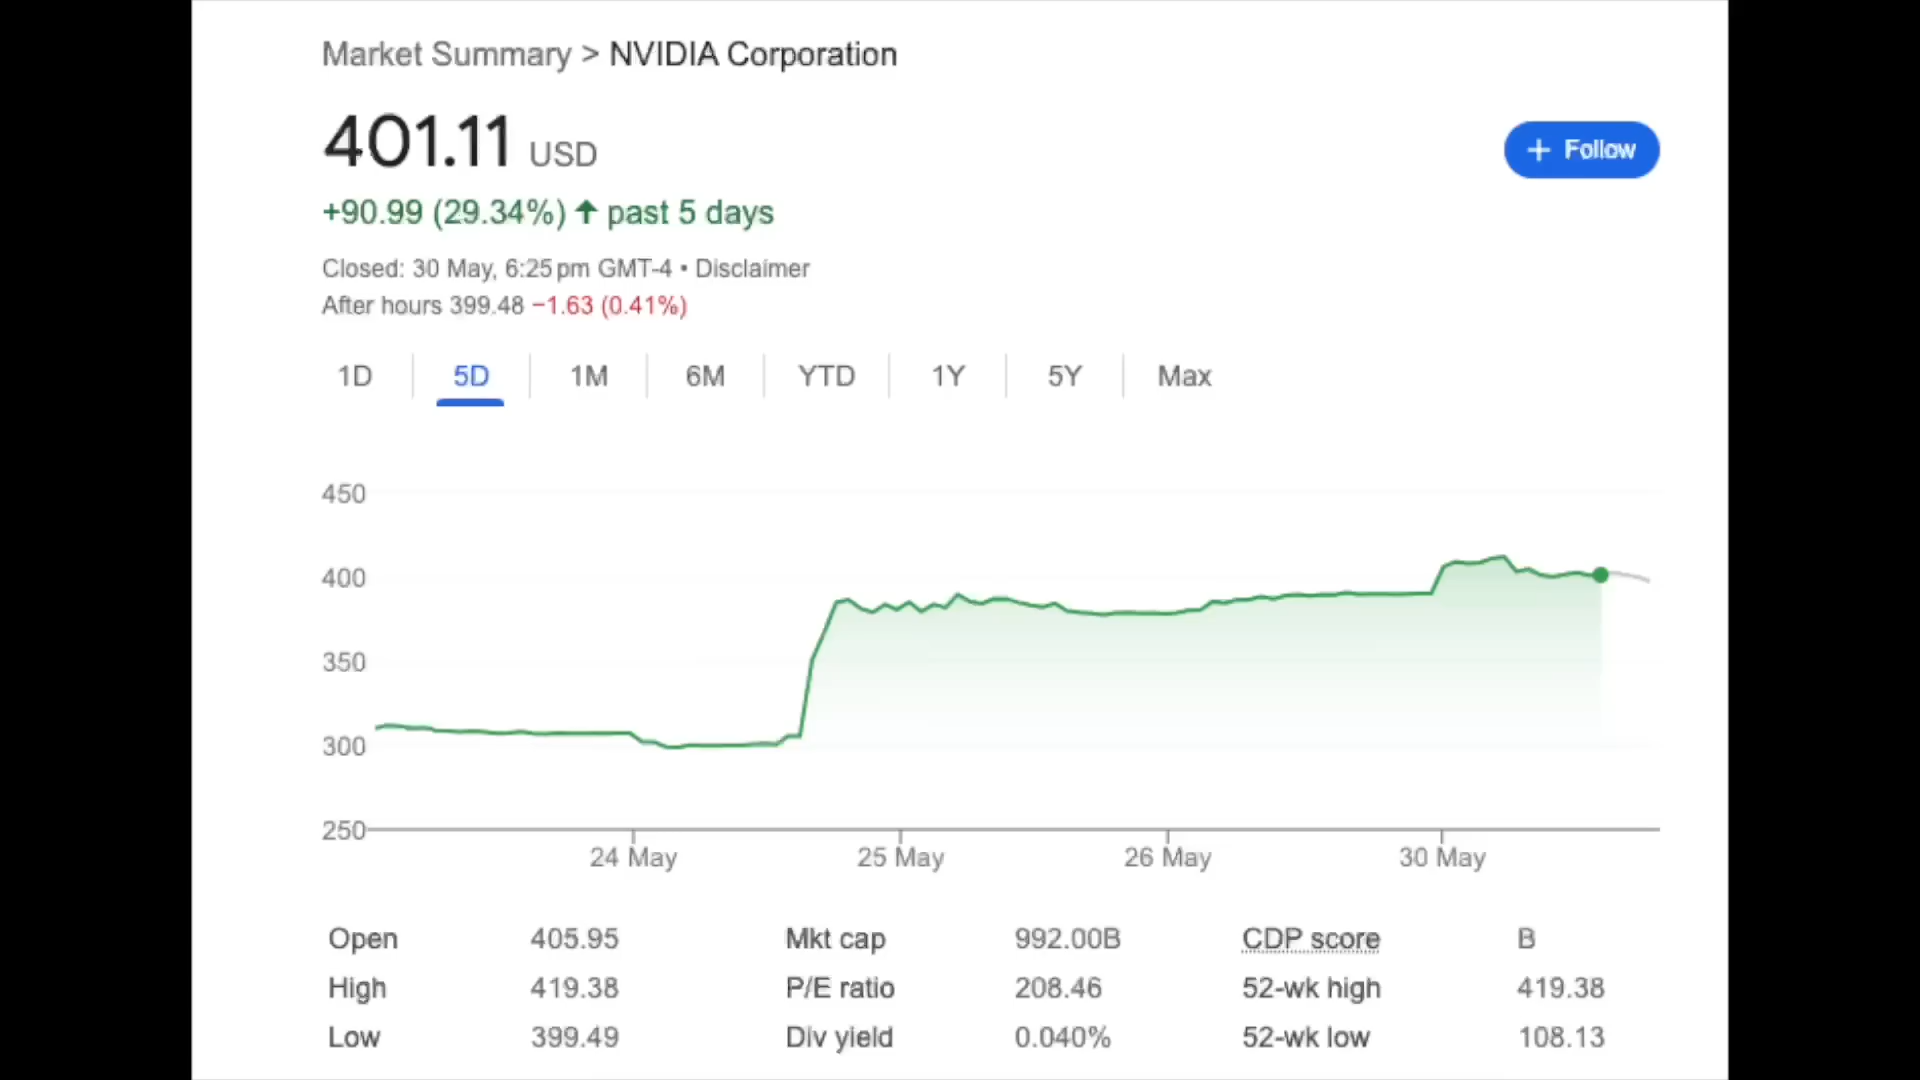 Market Summary > NVIDIA Corporation
401.11 USD
+ Follow
+90.99 (29.34%) ↑ past 5 days
Closed: 30 May, 6:25 pm GMT-4 • Disclaimer
After hours 399.48 −1.63 (0.41%)
1D 5D 1M 6M YTD 1Y 5Y Max
450
400
350
300
250
24 May 25 May 26 May 30 May
Open 405.95 Mkt cap 992.00B CDP score B
High 419.38 P/E ratio 208.46 52-wk high 419.38
Low 399.49 Div yield 0.040% 52-wk low 108.13